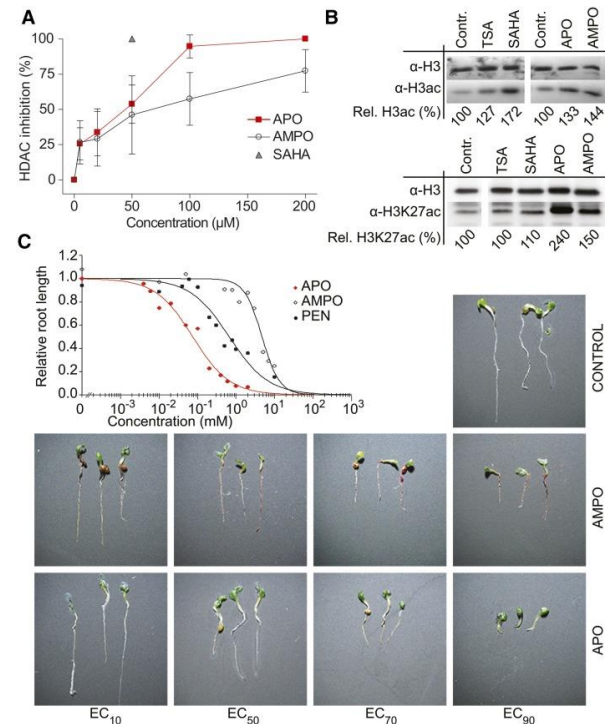 A
HDAC inhibition (%)
125
100
75
50
25
0
0
50
100
150
200
Concentration (µM)
APO
AMPO
SAHA
B
Contr.
TSA
SAHA
Contr.
APO
AMPO
α-H3
α-H3ac
Rel. H3ac (%)
100
127
172
100
133
144
Contr.
TSA
SAHA
APO
AMPO
α-H3
α-H3K27ac
Rel. H3K27ac (%)
100
100
110
240
150
C
Relative root length
1.0
0.8
0.6
0.4
0.2
0.0
0
10-3
10-2
10-1
100
101
102
103
Concentration (mM)
APO
AMPO
PEN
CONTROL
AMPO
APO
EC10
EC50
EC70
EC90